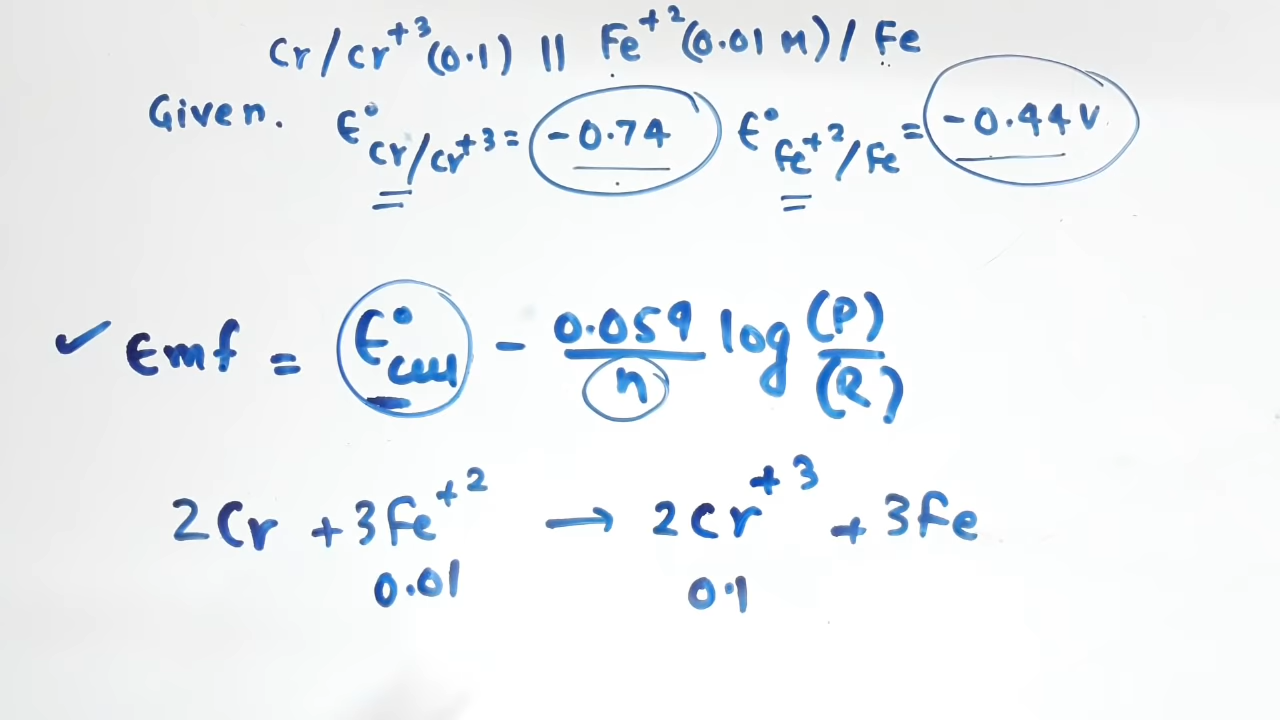 Cr/Cr+3(0.1) || Fe+2(0.01 M)/Fe
Given. E°Cr/Cr+3 = -0.74 E°Fe+2/Fe = -0.44 V
✓ Emf = E°cell - 0.059/n log (P)/(R)
2Cr + 3Fe+2 → 2Cr+3 + 3Fe
0.01 0.1